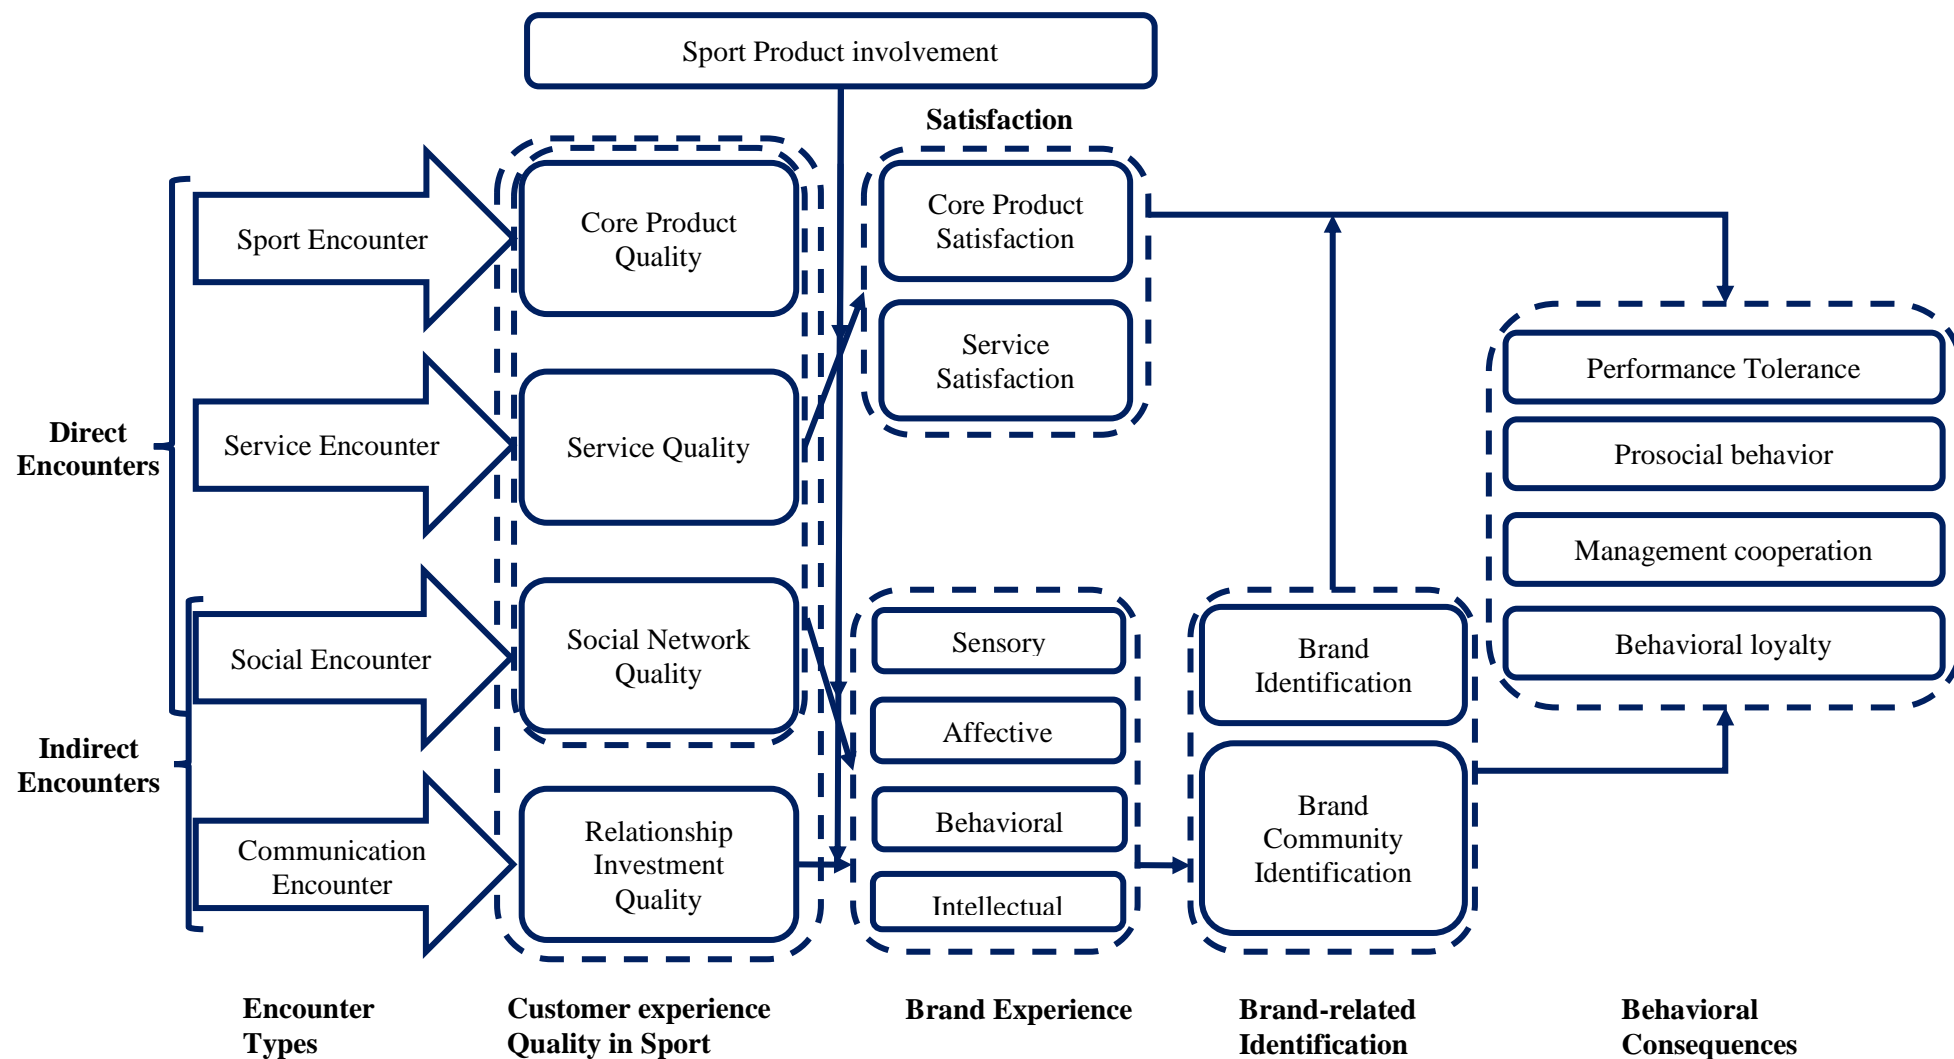 Sport Product involvement
Satisfaction
Sport Encounter
Core Product
Quality
Core Product
Satisfaction
Service
Satisfaction
Performance Tolerance
Direct
Encounters
Service Encounter
Service Quality
Prosocial behavior
Management cooperation
Social Encounter
Social Network
Quality
Sensory
Brand
Identification
Behavioral loyalty
Indirect
Encounters
Affective
Behavioral
Brand
Community
Identification
Communication
Encounter
Relationship
Investment
Quality
Intellectual
Encounter
Types
Customer experience
Quality in Sport
Brand Experience
Brand-related
Identification
Behavioral
Consequences